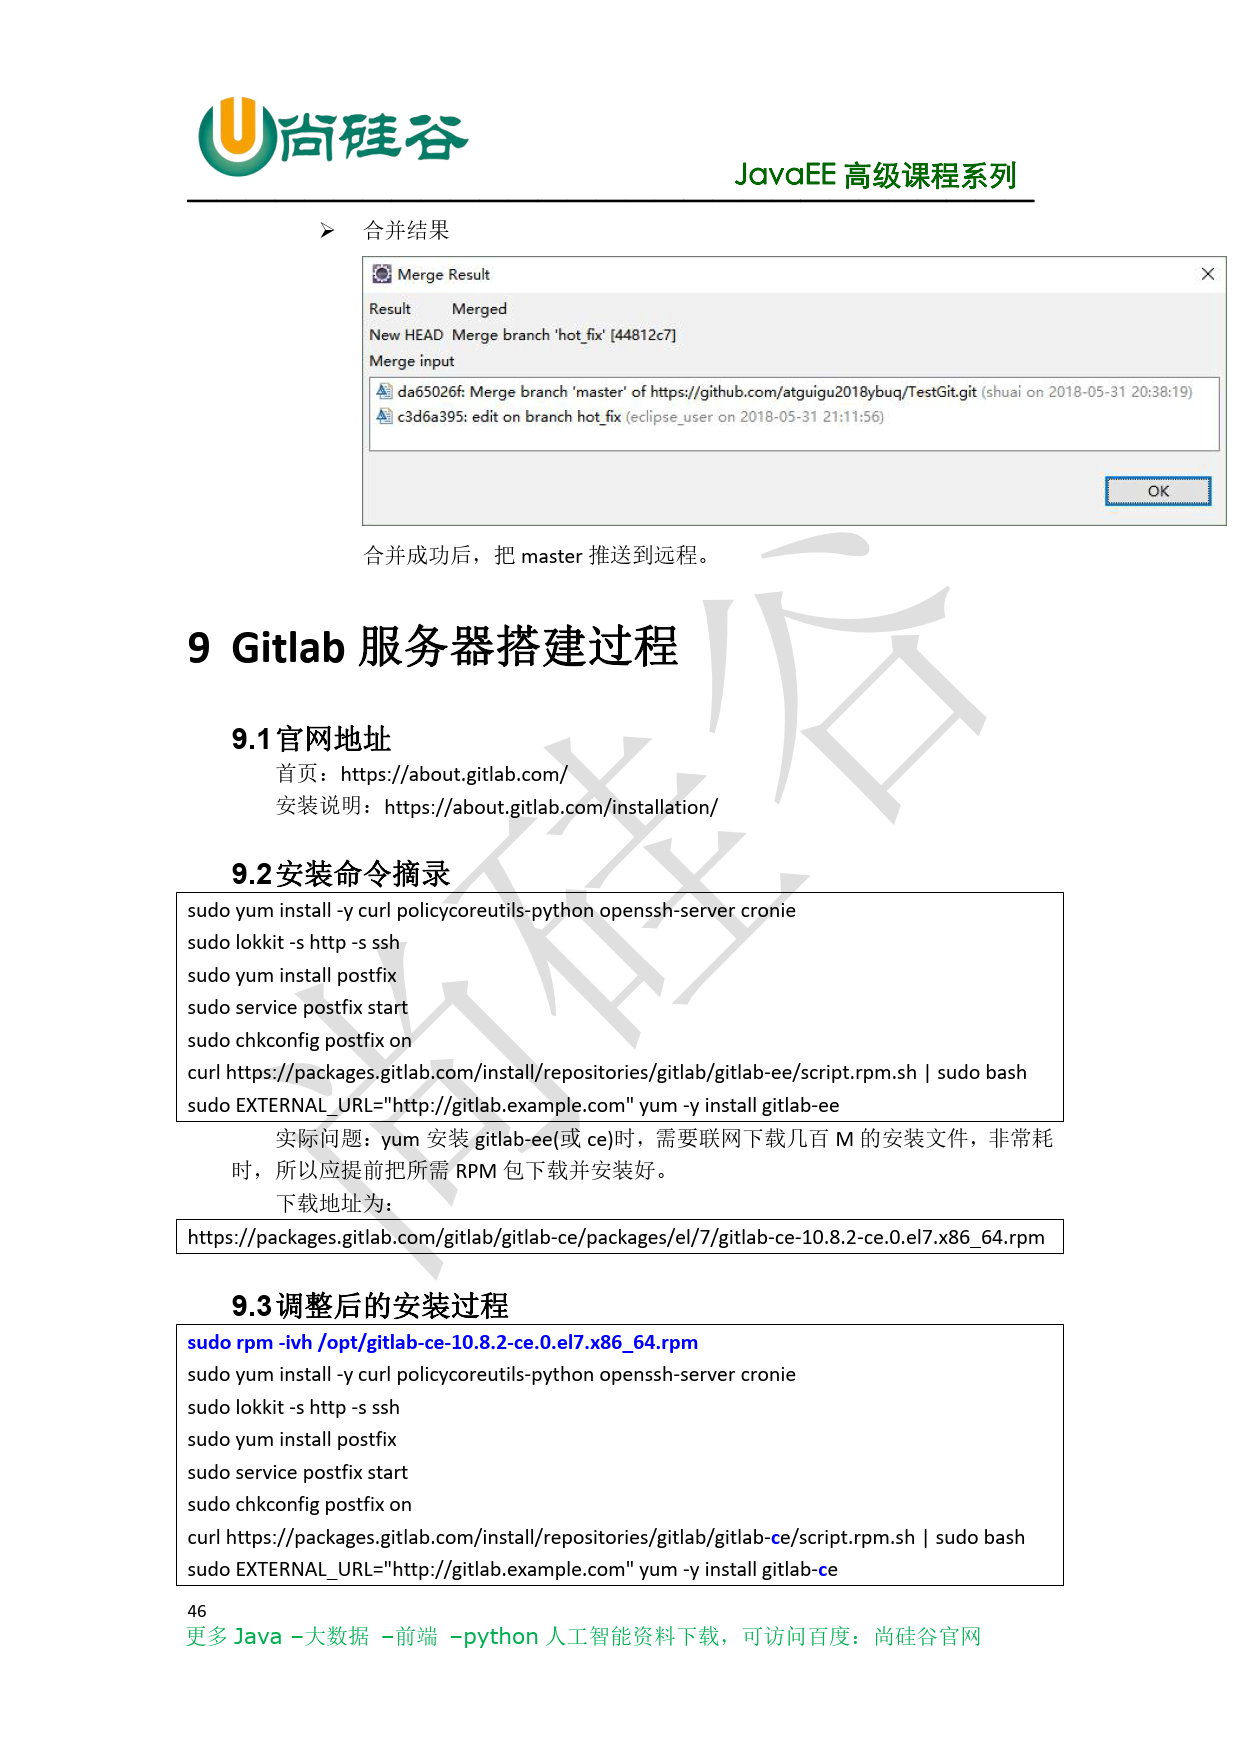 尚硅谷
JavaEE 高级课程系列
➢ 合并结果
Merge Result
Result Merged
New HEAD Merge branch 'hot_fix' [44812c7]
Merge input
da65026f: Merge branch 'master' of https://github.com/atguigu2018ybuq/TestGit.git (shuai on 2018-05-31 20:38:19)
c3d6a395: edit on branch hot_fix (eclipse_user on 2018-05-31 21:11:56)
OK
合并成功后，把 master 推送到远程。
9 Gitlab 服务器搭建过程
9.1官网地址
首页：https://about.gitlab.com/
安装说明：https://about.gitlab.com/installation/
9.2安装命令摘录
sudo yum install -y curl policycoreutils-python openssh-server cronie
sudo lokkit -s http -s ssh
sudo yum install postfix
sudo service postfix start
sudo chkconfig postfix on
curl https://packages.gitlab.com/install/repositories/gitlab/gitlab-ee/script.rpm.sh | sudo bash
sudo EXTERNAL_URL="http://gitlab.example.com" yum -y install gitlab-ee
实际问题：yum 安装 gitlab-ee(或 ce)时，需要联网下载几百 M 的安装文件，非常耗
时，所以应提前把所需 RPM 包下载并安装好。
下载地址为：
https://packages.gitlab.com/gitlab/gitlab-ce/packages/el/7/gitlab-ce-10.8.2-ce.0.el7.x86_64.rpm
9.3调整后的安装过程
sudo rpm -ivh /opt/gitlab-ce-10.8.2-ce.0.el7.x86_64.rpm
sudo yum install -y curl policycoreutils-python openssh-server cronie
sudo lokkit -s http -s ssh
sudo yum install postfix
sudo service postfix start
sudo chkconfig postfix on
curl https://packages.gitlab.com/install/repositories/gitlab/gitlab-ce/script.rpm.sh | sudo bash
sudo EXTERNAL_URL="http://gitlab.example.com" yum -y install gitlab-ce
尚硅谷
46
更多 Java –大数据 –前端 –python 人工智能资料下载，可访问百度：尚硅谷官网